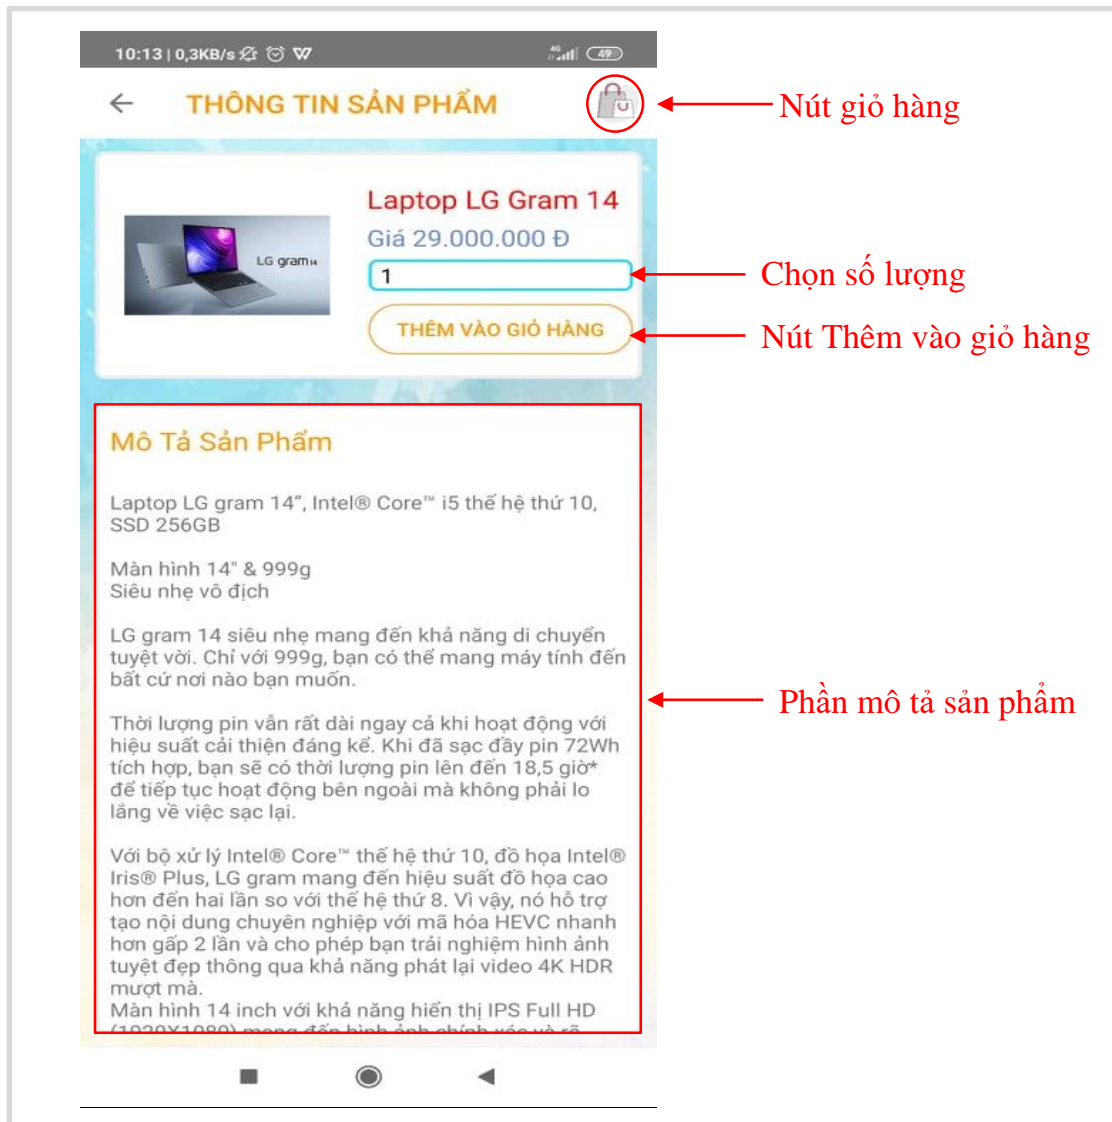 10:13 | 0,3KB/s
4G
49
THÔNG TIN SẢN PHẨM
Nút giỏ hàng
Laptop LG Gram 14
Giá 29.000.000 Đ
LG gram 14
1
Chọn số lượng
THÊM VÀO GIỎ HÀNG
Nút Thêm vào giỏ hàng
Mô Tả Sản Phẩm
Laptop LG gram 14”, Intel® Core™ i5 thế hệ thứ 10,
SSD 256GB
Màn hình 14" & 999g
Siêu nhẹ vô địch
LG gram 14 siêu nhẹ mang đến khả năng di chuyển
tuyệt vời. Chỉ với 999g, bạn có thể mang máy tính đến
bất cứ nơi nào bạn muốn.
Phần mô tả sản phẩm
Thời lượng pin vẫn rất dài ngay cả khi hoạt động với
hiệu suất cải thiện đáng kể. Khi đã sạc đầy pin 72Wh
tích hợp, bạn sẽ có thời lượng pin lên đến 18,5 giờ*
để tiếp tục hoạt động bên ngoài mà không phải lo
lắng về việc sạc lại.
Với bộ xử lý Intel® Core™ thế hệ thứ 10, đồ họa Intel®
Iris® Plus, LG gram mang đến hiệu suất đồ họa cao
hơn đến hai lần so với thế hệ thứ 8. Vì vậy, nó hỗ trợ
tạo nội dung chuyên nghiệp với mã hóa HEVC nhanh
hơn gấp 2 lần và cho phép bạn trải nghiệm hình ảnh
tuyệt đẹp thông qua khả năng phát lại video 4K HDR
mượt mà.
Màn hình 14 inch với khả năng hiển thị IPS Full HD
(1920X1080) mang đến hình ảnh chính xác và rõ